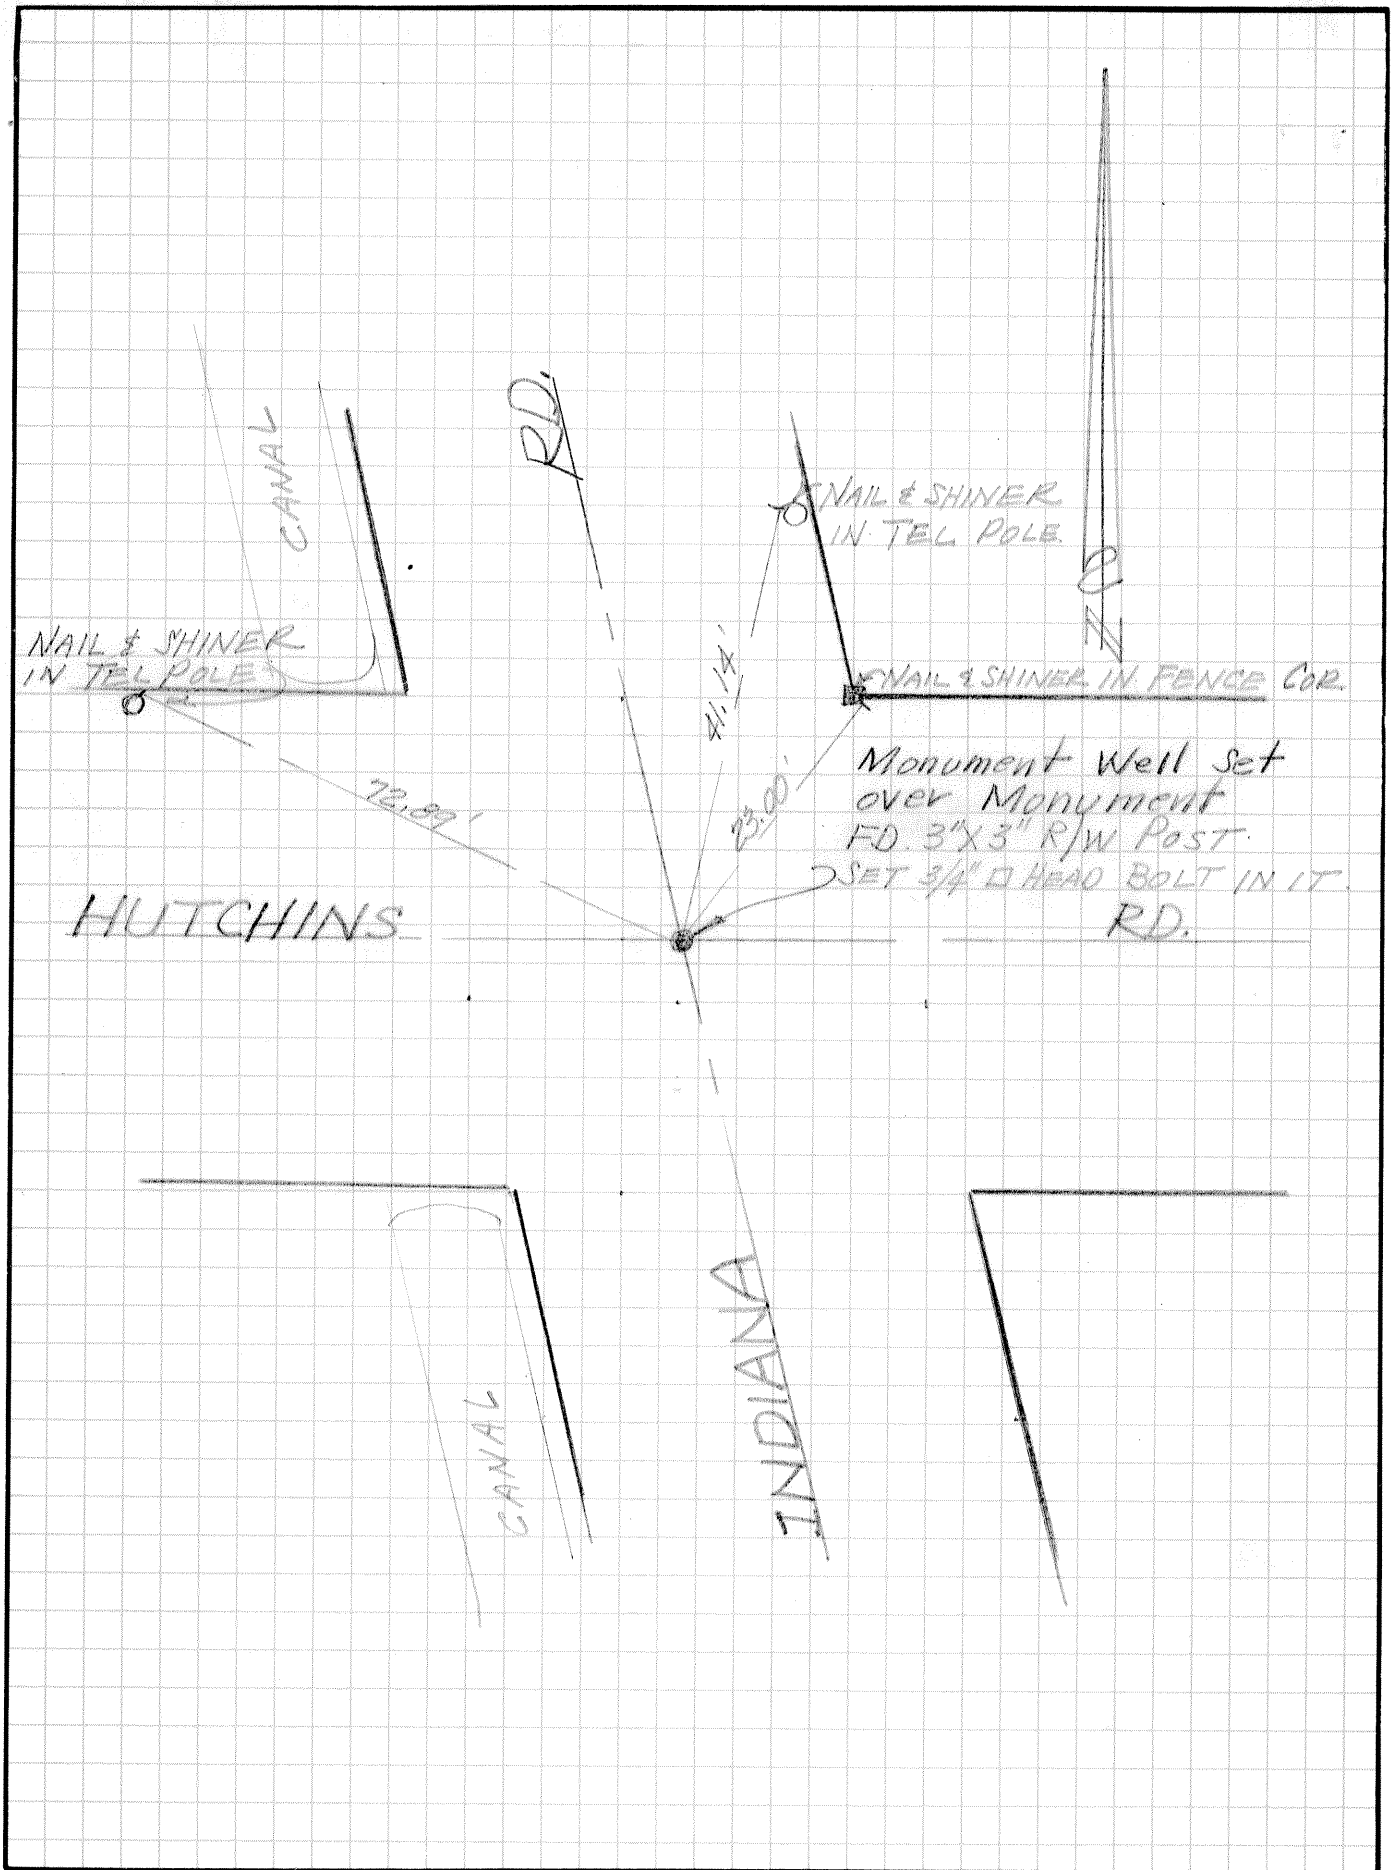 RD.
CANAL
NAIL & SHINER
IN TEL POLE
N
NAIL & SHINER
IN TEL POLE
41.14'
NAIL & SHINER IN FENCE COR.
Monument Well Set
over Monument
FD. 3"X3" R/W POST.
SET 3/4" □ HEAD BOLT IN IT.
72.89'
23.00'
HUTCHINS
RD.
INDIANA
CANAL